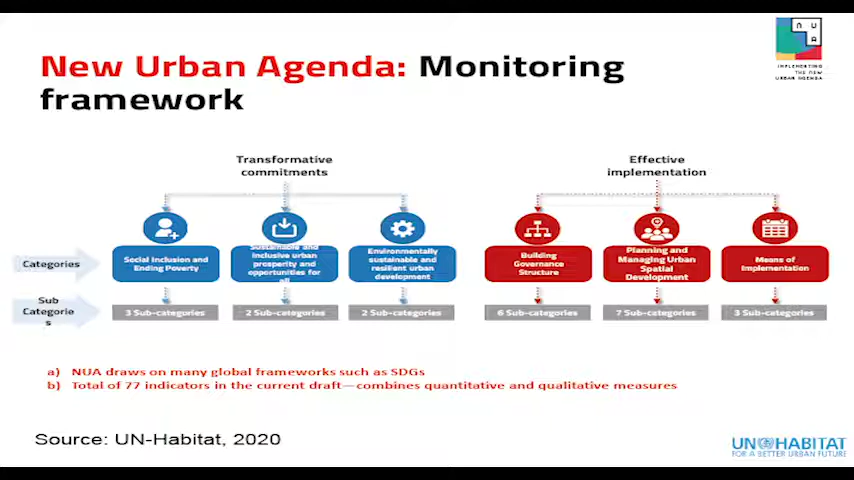 New Urban Agenda: Monitoring
framework
NUA
IMPLEMENTING
THE NEW
URBAN AGENDA
Transformative
commitments
Effective
implementation
Categories
Social Inclusion and
Ending Poverty
Sustainable and
inclusive urban
prosperity and
opportunities for
all
Environmentally
sustainable and
resilient urban
development
Building
Governance
Structure
Planning and
Managing Urban
Spatial
Development
Means of
Implementation
Sub
Categorie
s
3 Sub-categories
2 Sub-categories
2 Sub-categories
6 Sub-categories
7 Sub-categories
3 Sub-categories
a) NUA draws on many global frameworks such as SDGs
b) Total of 77 indicators in the current draft—combines quantitative and qualitative measures
Source: UN-Habitat, 2020
UN HABITAT
FOR A BETTER URBAN FUTURE